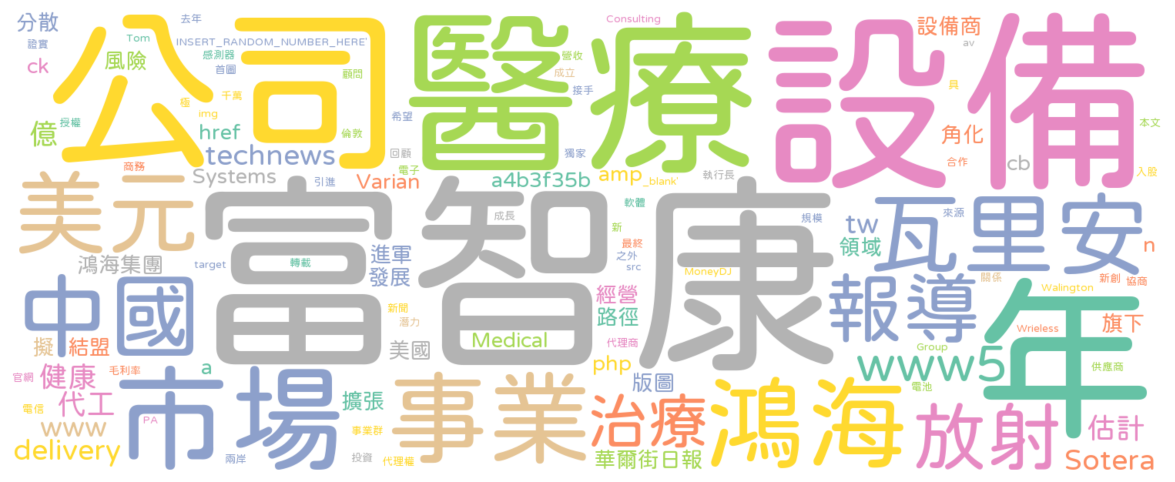 分散
去年
證實
Tom
ck
風險
INSERT_RANDOM_NUMBER_HERE
感測器
首圖
公司
極
千萬
顧問
億
授權
img
href
倫敦
technews
商務
Systems
引進
Varian
醫療
營收
Consulting
成立
接手
希望
回顧
獨家
電子
a4b3f35b
amp
_blank
執行長
設備
設備商
av
具
本文
角化
合作
cb
入股
美元
富智康
成長
軟體
新
規模
來源
tw
領域
瓦里安
n
鴻海集團
target
轉載
進軍
發展
最終
之外
src
MoneyDJ
關係
新創
協商
中國
新聞
潛力
經營
路徑
報導
Walington
年
擬
結盟
美國
Medical
代理商
Wrieless
旗下
官網
健康
毛利率
a
php
版圖
Group
www5
電池
供應商
電信
代工
市場
擴張
事業
治療
鴻海
放射
估計
www
PA
事業群
delivery
兩岸
投資
代理權
華爾街日報
Sotera